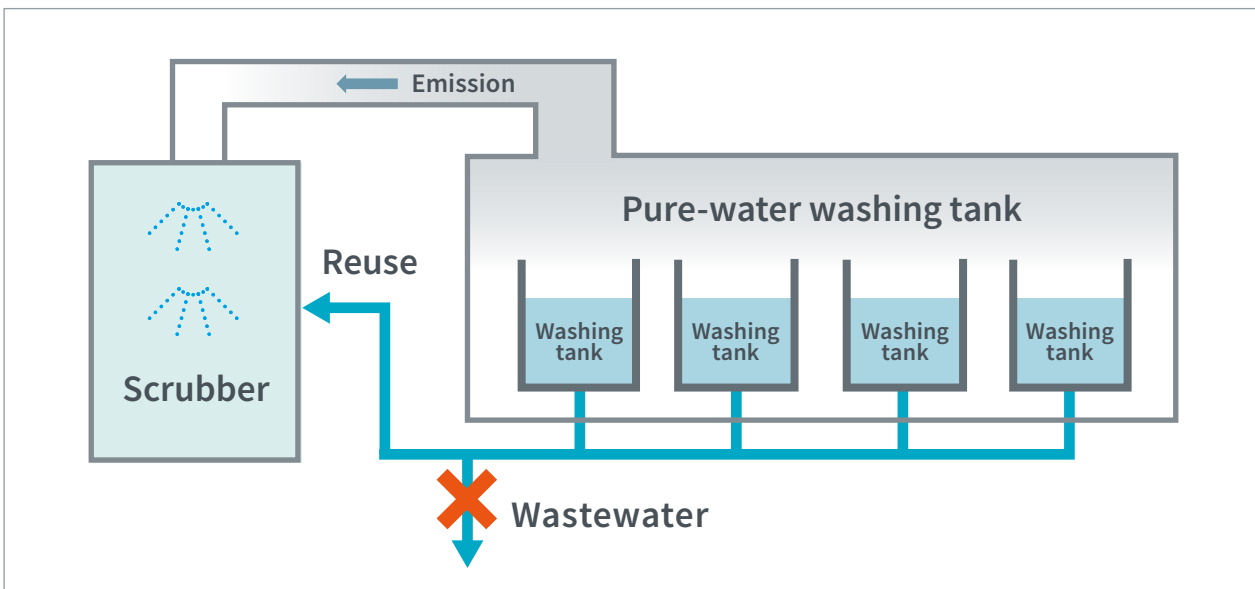 Emission
Pure-water washing tank
Reuse
Washing
tank
Washing
tank
Washing
tank
Washing
tank
Scrubber
Wastewater